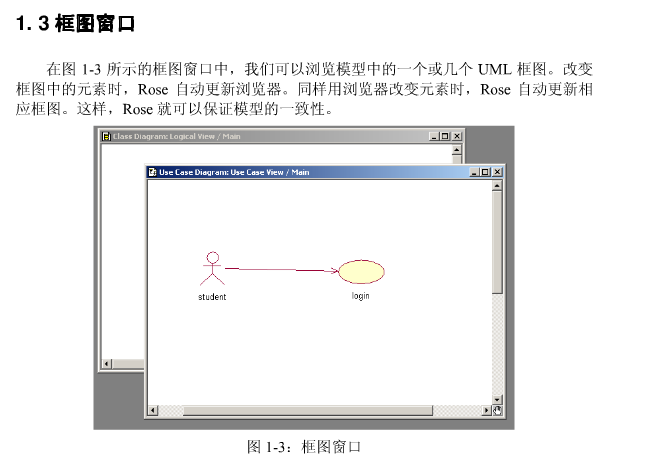 1. 3 框图窗口
在图 1-3 所示的框图窗口中，我们可以浏览模型中的一个或几个 UML 框图。改变
框图中的元素时，Rose 自动更新浏览器。同样用浏览器改变元素时，Rose 自动更新相
应框图。这样，Rose 就可以保证模型的一致性。
Class Diagram: Logical View / Main
Use Case Diagram: Use Case View / Main
student
login
图 1-3：框图窗口